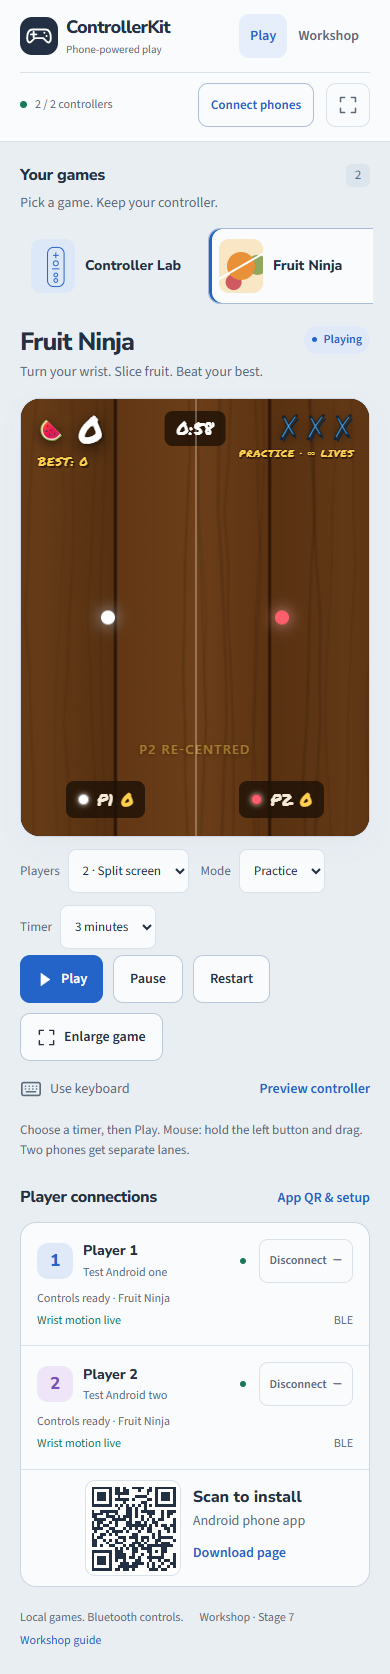 ControllerKit
Phone-powered play
Play Workshop
2 / 2 controllers
Connect phones
Your games
2
Pick a game. Keep your controller.
Controller Lab
Fruit Ninja
Fruit Ninja
Playing
Turn your wrist. Slice fruit. Beat your best.
0
BEST: 0
0:58
X X X
PRACTICE · ∞ LIVES
P2 RE-CENTRED
P1 0
P2 0
Players 2 · Split screen Mode Practice
Timer 3 minutes
Play Pause Restart
Enlarge game
Use keyboard
Preview controller
Choose a timer, then Play. Mouse: hold the left button and drag.
Two phones get separate lanes.
Player connections
App QR & setup
1
Player 1
Test Android one
Disconnect –
Controls ready · Fruit Ninja
Wrist motion live
BLE
2
Player 2
Test Android two
Disconnect –
Controls ready · Fruit Ninja
Wrist motion live
BLE
Scan to install
Android phone app
Download page
Local games. Bluetooth controls. Workshop · Stage 7
Workshop guide